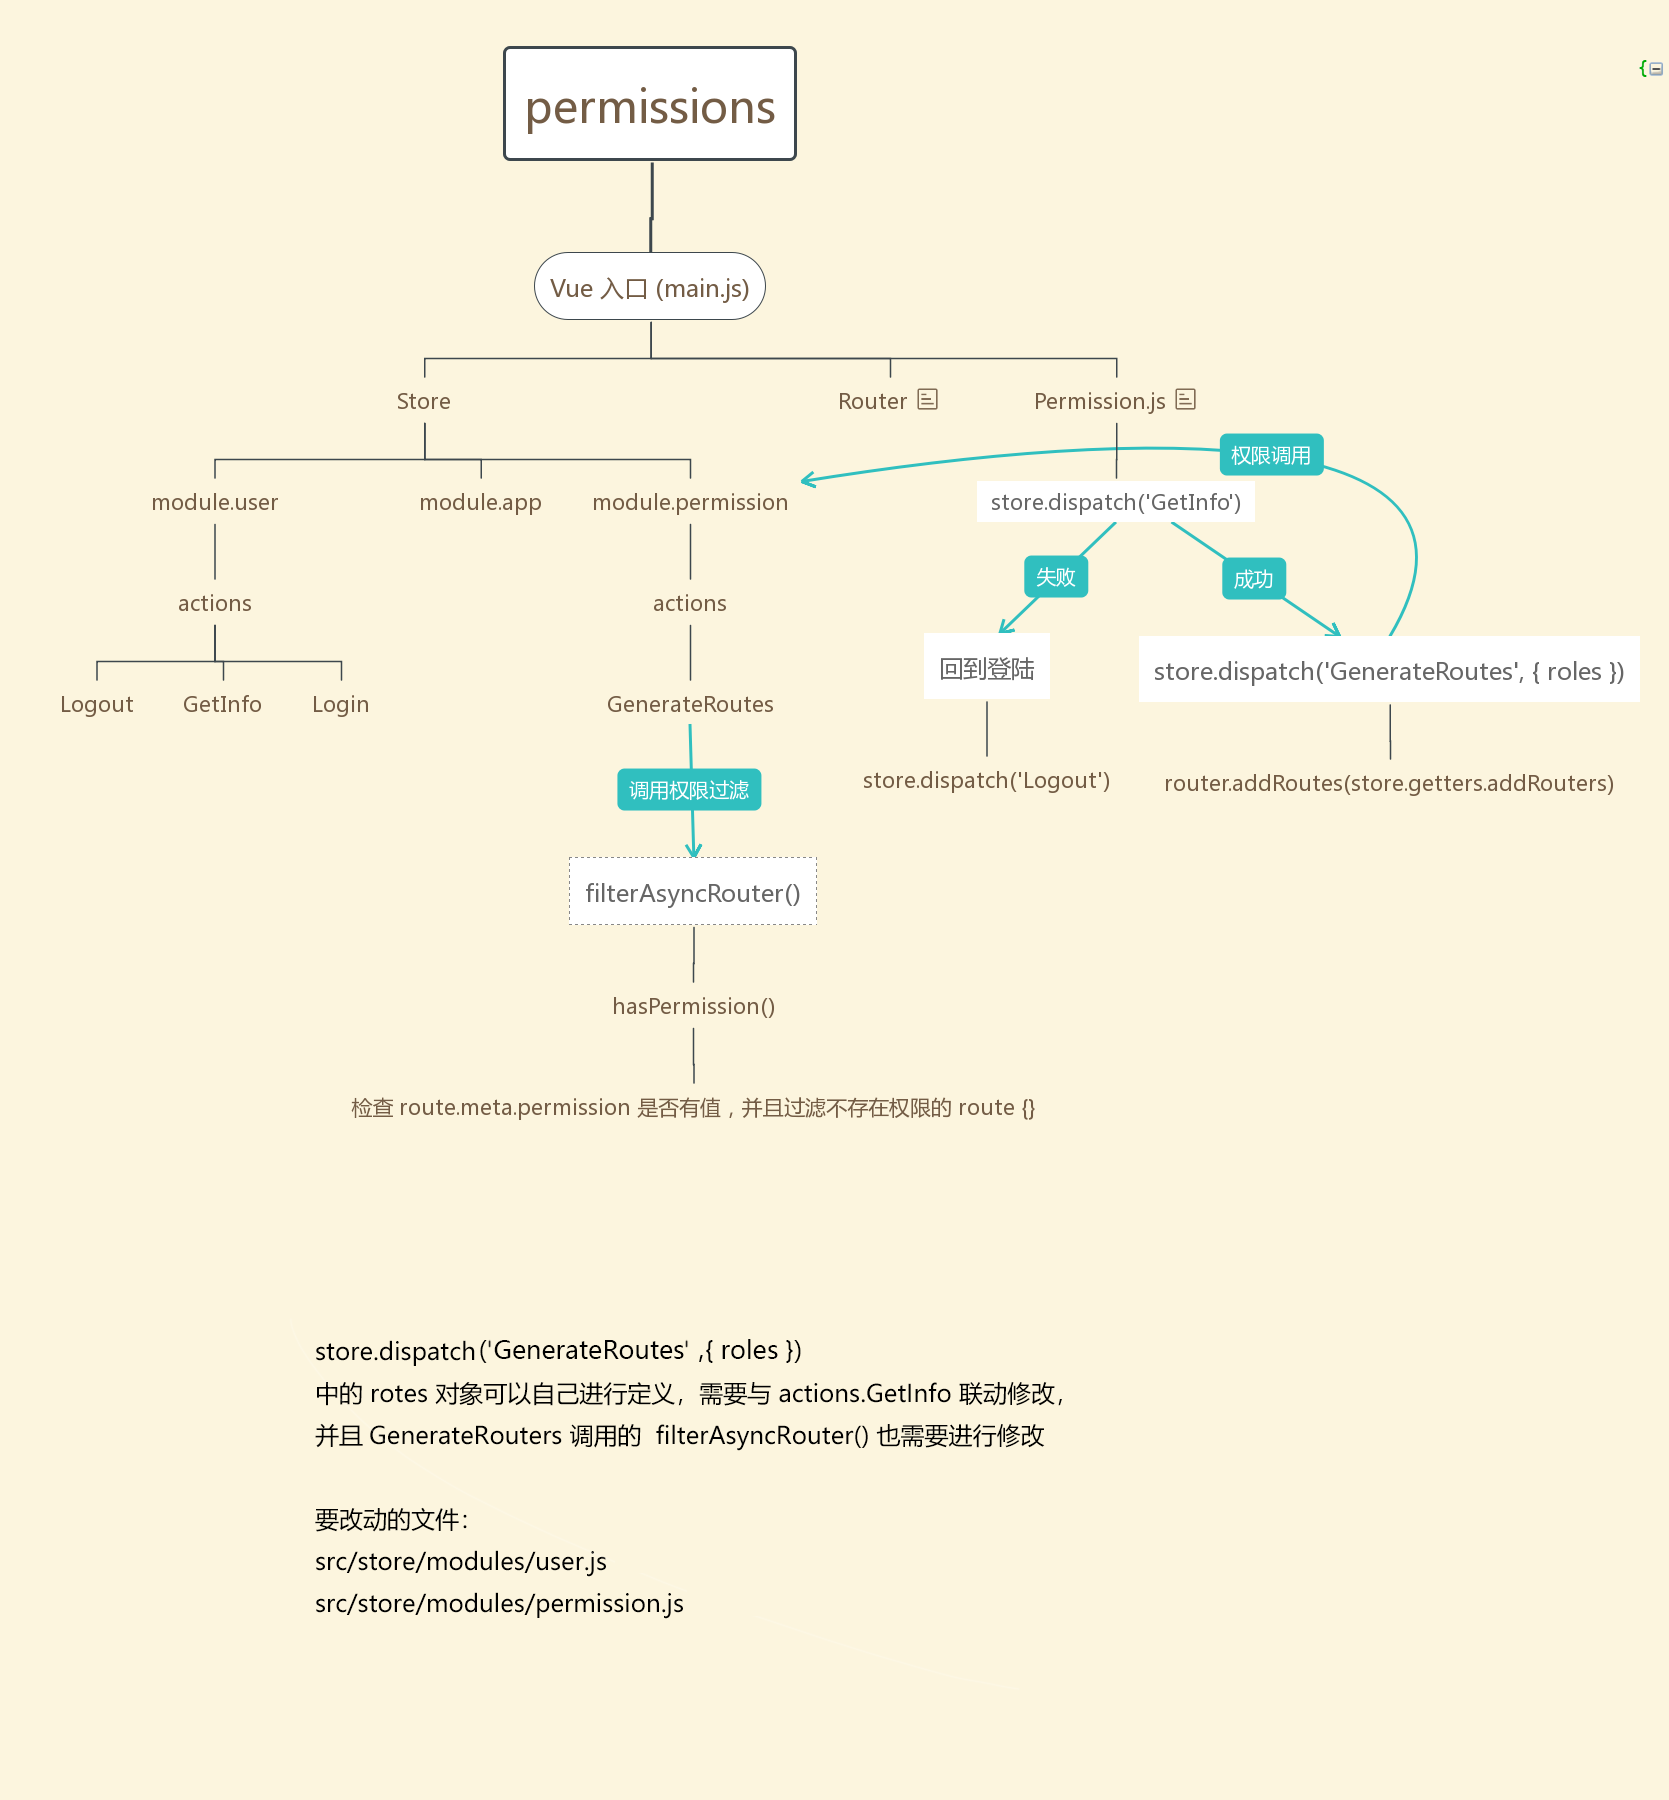 permissions
{
Vue 入口 (main.js)
Store
Router
Permission.js
权限调用
module.user
module.app
module.permission
store.dispatch('GetInfo')
失败
成功
actions
actions
回到登陆
store.dispatch('GenerateRoutes', { roles })
Logout
GetInfo
Login
GenerateRoutes
store.dispatch('Logout')
router.addRoutes(store.getters.addRouters)
调用权限过滤
filterAsyncRouter()
hasPermission()
检查 route.meta.permission 是否有值，并且过滤不存在权限的 route {}
store.dispatch('GenerateRoutes' ,{ roles })
中的 rotes 对象可以自己进行定义，需要与 actions.GetInfo 联动修改，
并且 GenerateRouters 调用的 filterAsyncRouter() 也需要进行修改
要改动的文件：
src/store/modules/user.js
src/store/modules/permission.js